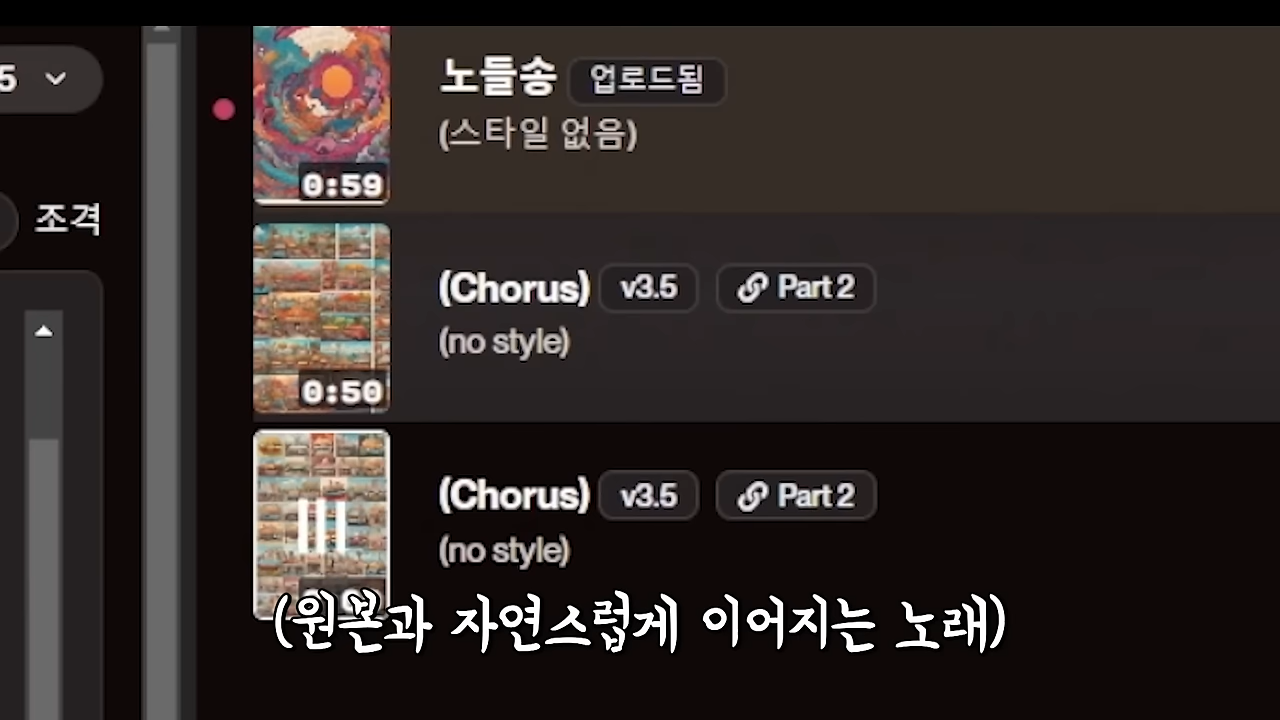 5
노들송 업로드됨
(스타일 없음)
0:59
조격
(Chorus) v3.5 Part 2
(no style)
0:50
(Chorus) v3.5 Part 2
(no style)
(원본과 자연스럽게 이어지는 노래)